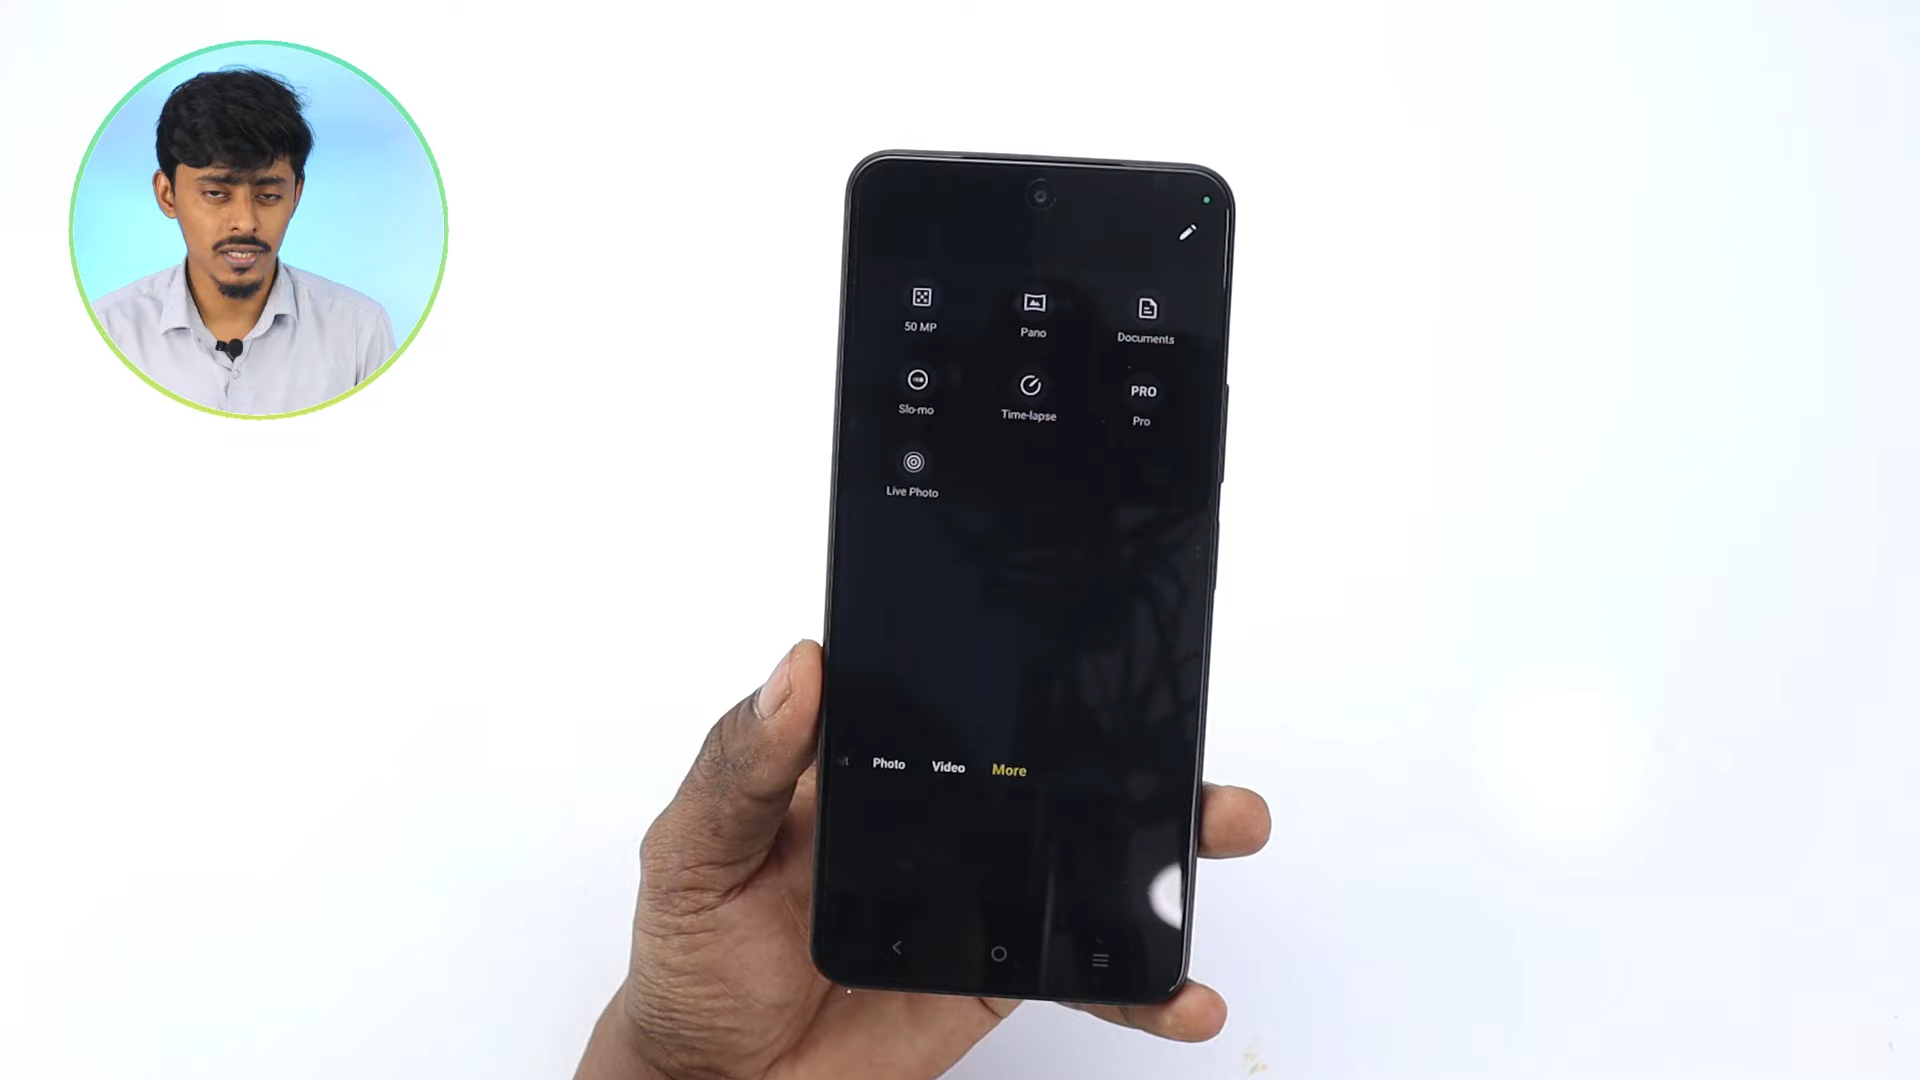 50 MP
Pano
Documents
Slo-mo
Time-lapse
PRO
Pro
Live Photo
Photo
Video
More